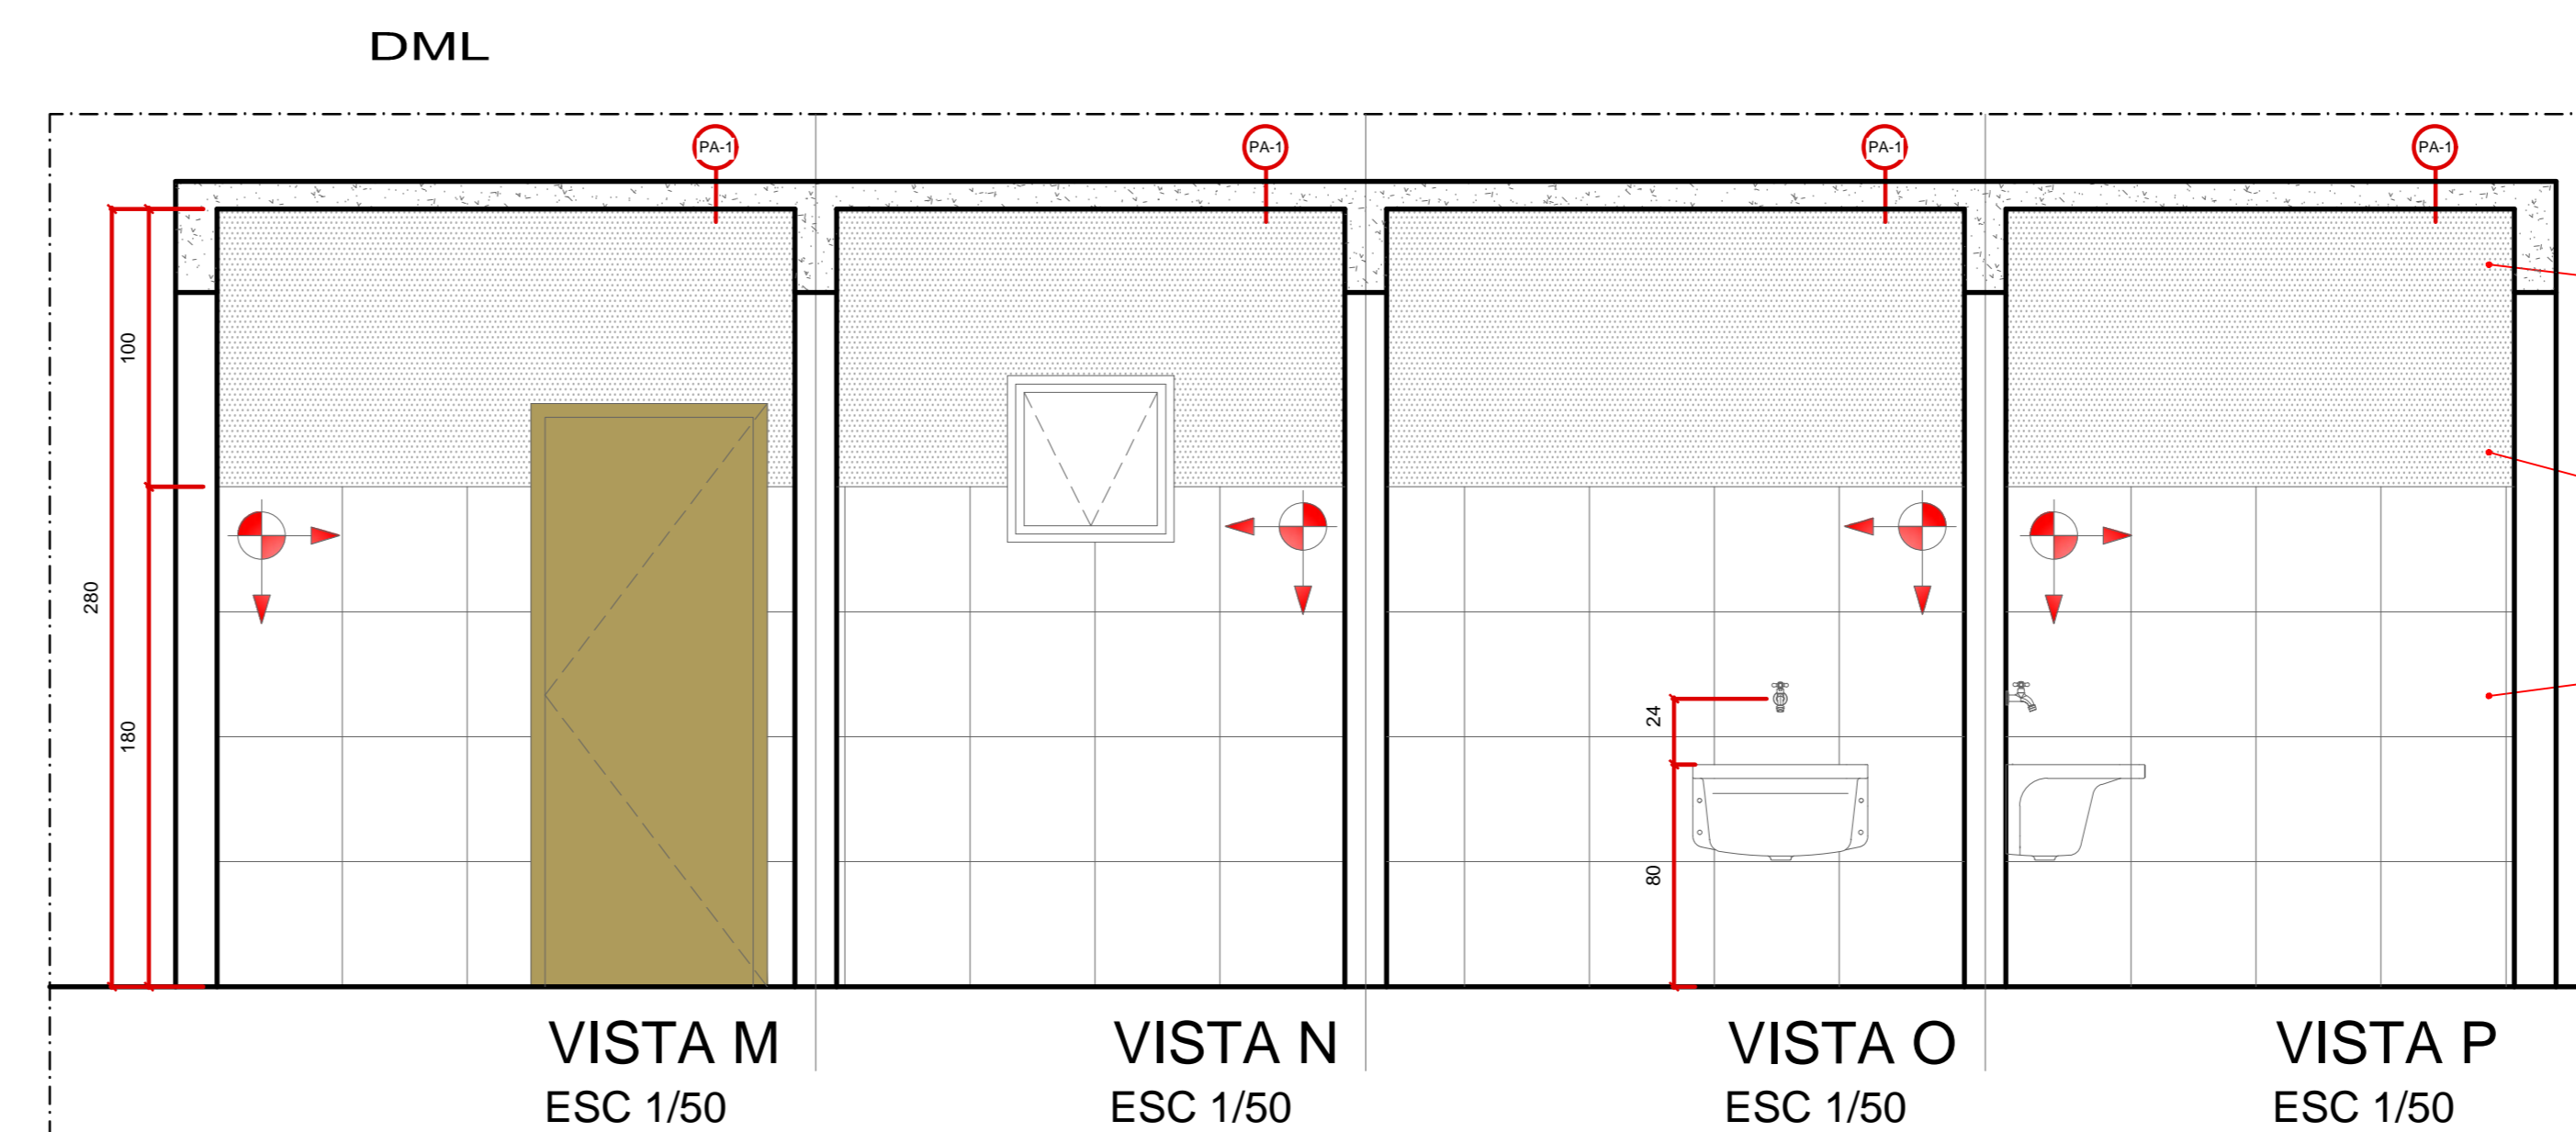 DML
PA-1 PA-1 PA-1 PA-1
100
280
180
24
80
VISTA M VISTA N VISTA O VISTA P
ESC 1/50 ESC 1/50 ESC 1/50 ESC 1/50